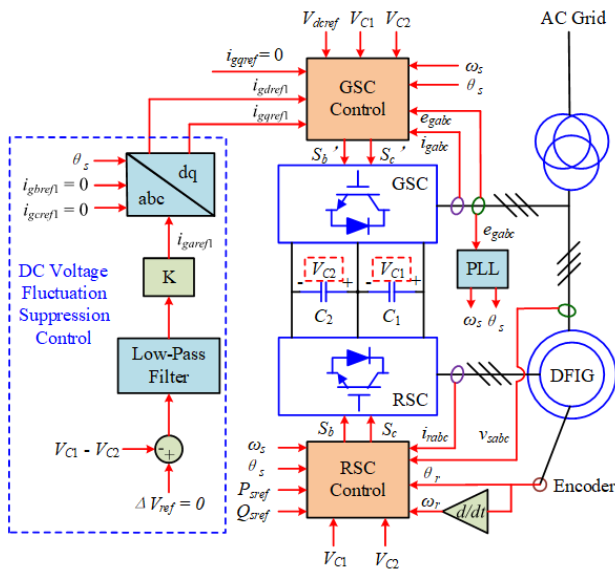 V_dcref V_C1 V_C2
AC Grid
i_gqref = 0
i_gdref1
i_gqref1
GSC
Control
ω_s
θ_s
e_gabc
i_gabc
S_b′ S_c′
θ_s
i_gbref1 = 0
i_gcref1 = 0
dq
abc
GSC
i_garef1
e_gabc
DC Voltage
Fluctuation
Suppression
Control
K
- V_C2 + - V_C1 +
C_2 C_1
PLL
ω_s θ_s
Low-Pass
Filter
RSC
DFIG
V_C1 - V_C2
- +
ΔV_ref = 0
S_b S_c
i_rabc
v_sabc
ω_s
θ_s
P_sref
Q_sref
RSC
Control
θ_r
ω_r
d/dt
Encoder
V_C1 V_C2